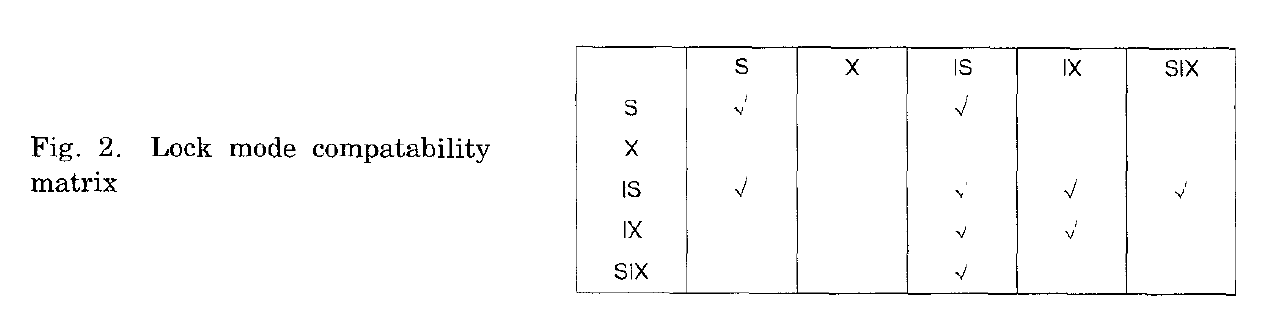 Fig. 2. Lock mode compatability
matrix
S X IS IX SIX
S √ √
X
IS √ √ √ √
IX √ √
SIX √